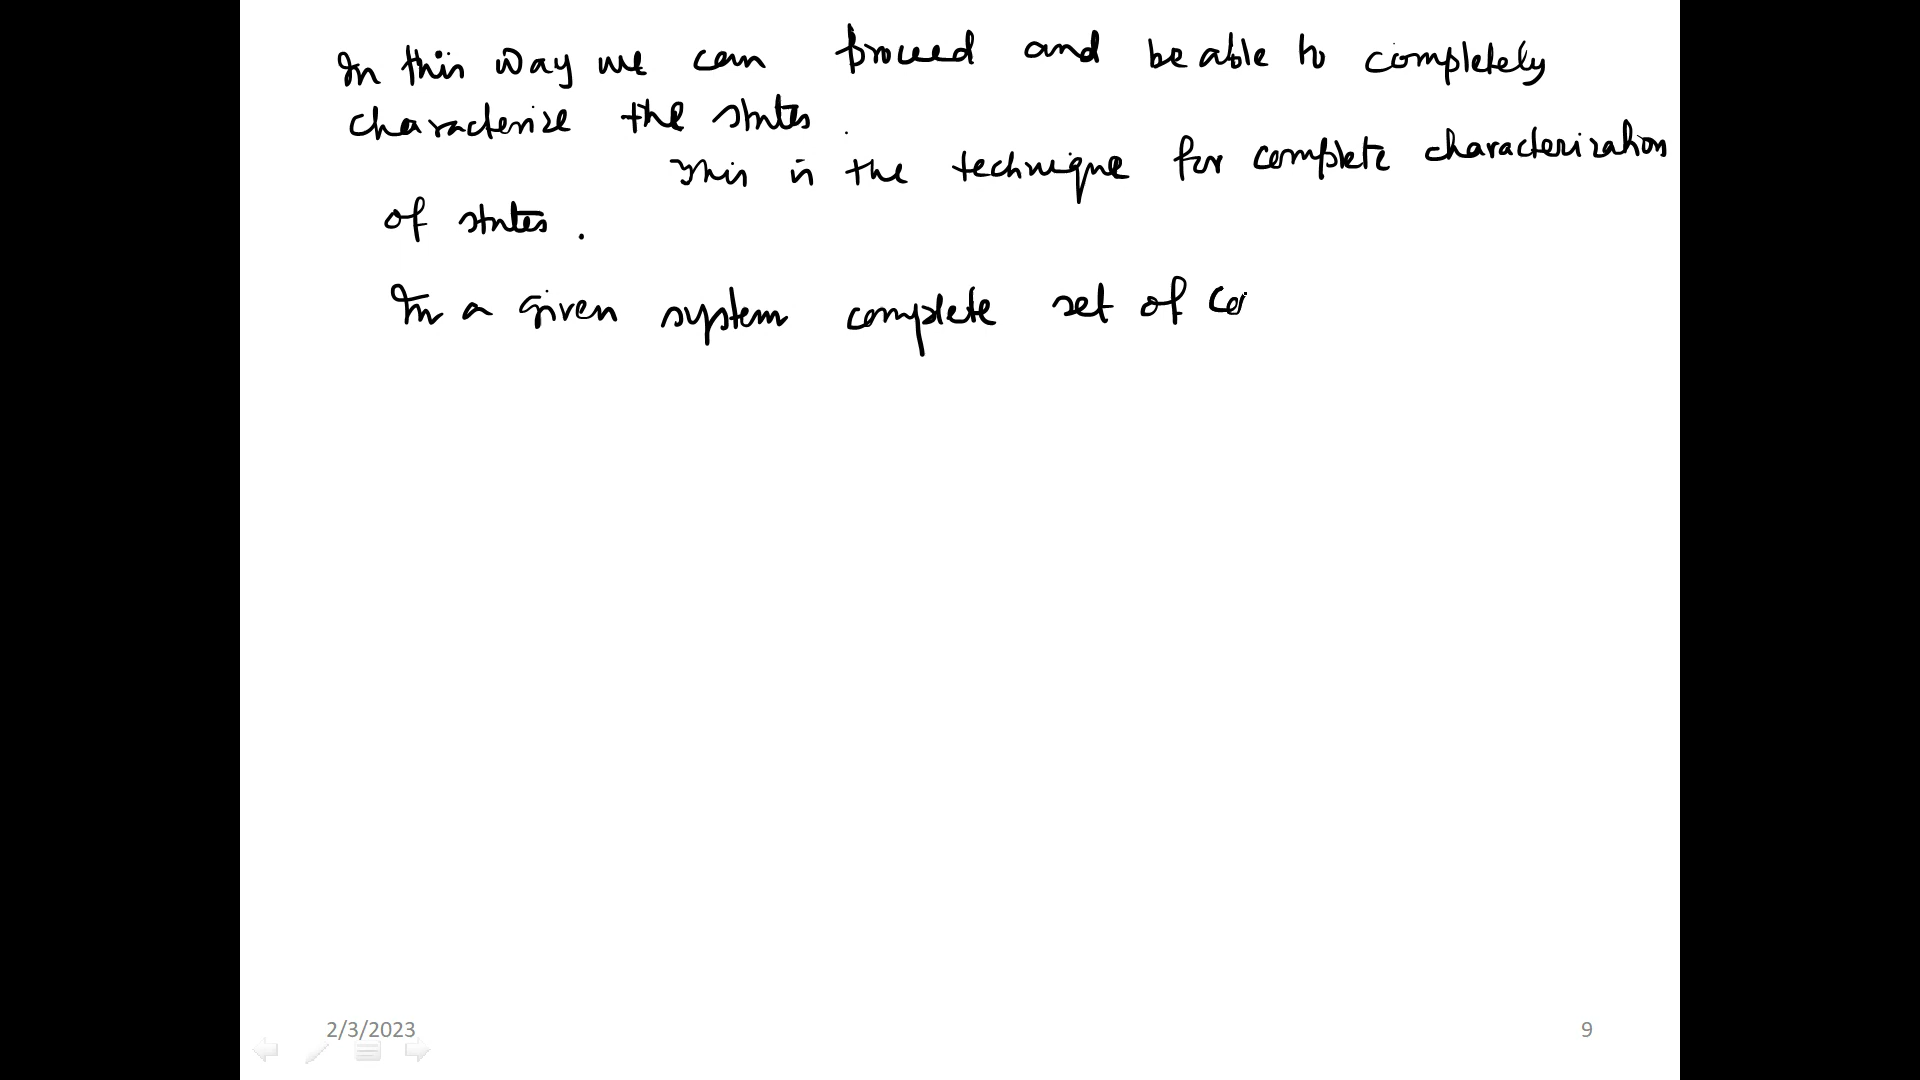 In this way we can proceed and be able to completely
characterize the states.
This is the technique for complete characterization
of states.
In a given system complete set of co
2/3/2023
9